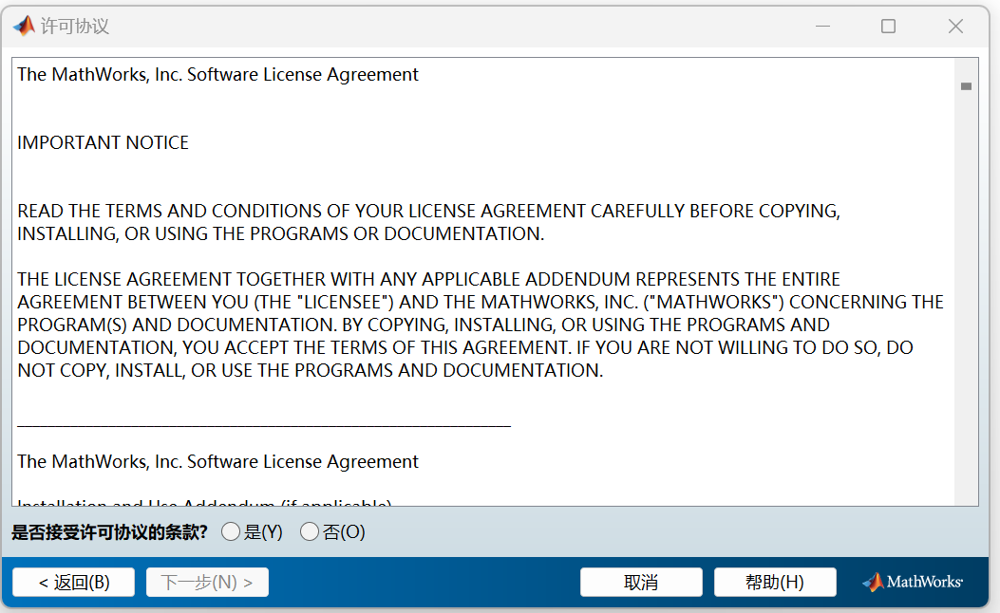 许可协议
The MathWorks, Inc. Software License Agreement
IMPORTANT NOTICE
READ THE TERMS AND CONDITIONS OF YOUR LICENSE AGREEMENT CAREFULLY BEFORE COPYING,
INSTALLING, OR USING THE PROGRAMS OR DOCUMENTATION.
THE LICENSE AGREEMENT TOGETHER WITH ANY APPLICABLE ADDENDUM REPRESENTS THE ENTIRE
AGREEMENT BETWEEN YOU (THE "LICENSEE") AND THE MATHWORKS, INC. ("MATHWORKS") CONCERNING THE
PROGRAM(S) AND DOCUMENTATION. BY COPYING, INSTALLING, OR USING THE PROGRAMS AND
DOCUMENTATION, YOU ACCEPT THE TERMS OF THIS AGREEMENT. IF YOU ARE NOT WILLING TO DO SO, DO
NOT COPY, INSTALL, OR USE THE PROGRAMS AND DOCUMENTATION.
The MathWorks, Inc. Software License Agreement
Installation and Use Addendum (if applicable)
是否接受许可协议的条款? 是(Y) 否(O)
< 返回(B) 下一步(N) > 取消 帮助(H) MathWorks